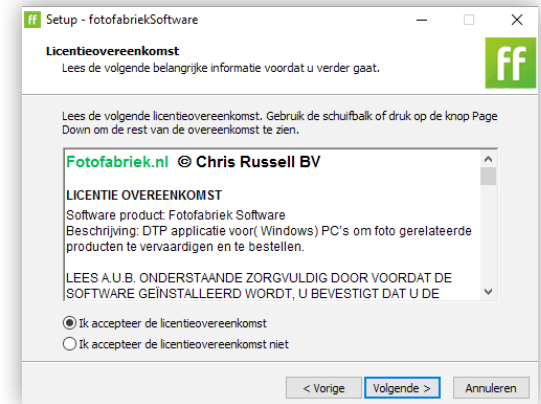 ff Setup - fotofabriekSoftware
Licentieovereenkomst
Lees de volgende belangrijke informatie voordat u verder gaat.
ff
Lees de volgende licentieovereenkomst. Gebruik de schuifbalk of druk op de knop Page
Down om de rest van de overeenkomst te zien.
Fotofabriek.nl © Chris Russell BV
LICENTIE OVEREENKOMST
Software product: Fotofabriek Software
Beschrijving: DTP applicatie voor( Windows) PC's om foto gerelateerde
producten te vervaardigen en te bestellen.
LEES A.U.B. ONDERSTAANDE ZORGVULDIG DOOR VOORDAT DE
SOFTWARE GEÏNSTALLEERD WORDT, U BEVESTIGT DAT U DE
Ik accepteer de licentieovereenkomst
Ik accepteer de licentieovereenkomst niet
< Vorige Volgende > Annuleren